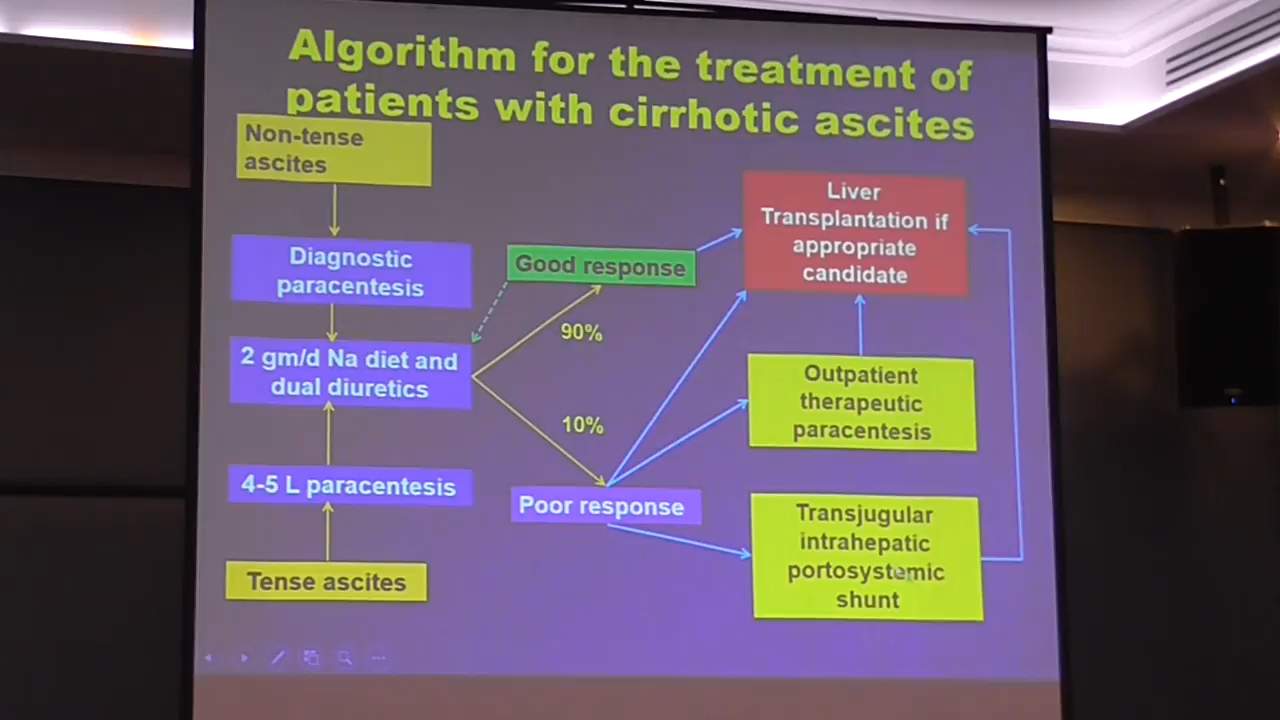 Algorithm for the treatment of
patients with cirrhotic ascites
Non-tense
ascites
Diagnostic
paracentesis
2 gm/d Na diet and
dual diuretics
4-5 L paracentesis
Tense ascites
Good response
90%
10%
Poor response
Liver
Transplantation if
appropriate
candidate
Outpatient
therapeutic
paracentesis
Transjugular
intrahepatic
portosystemic
shunt